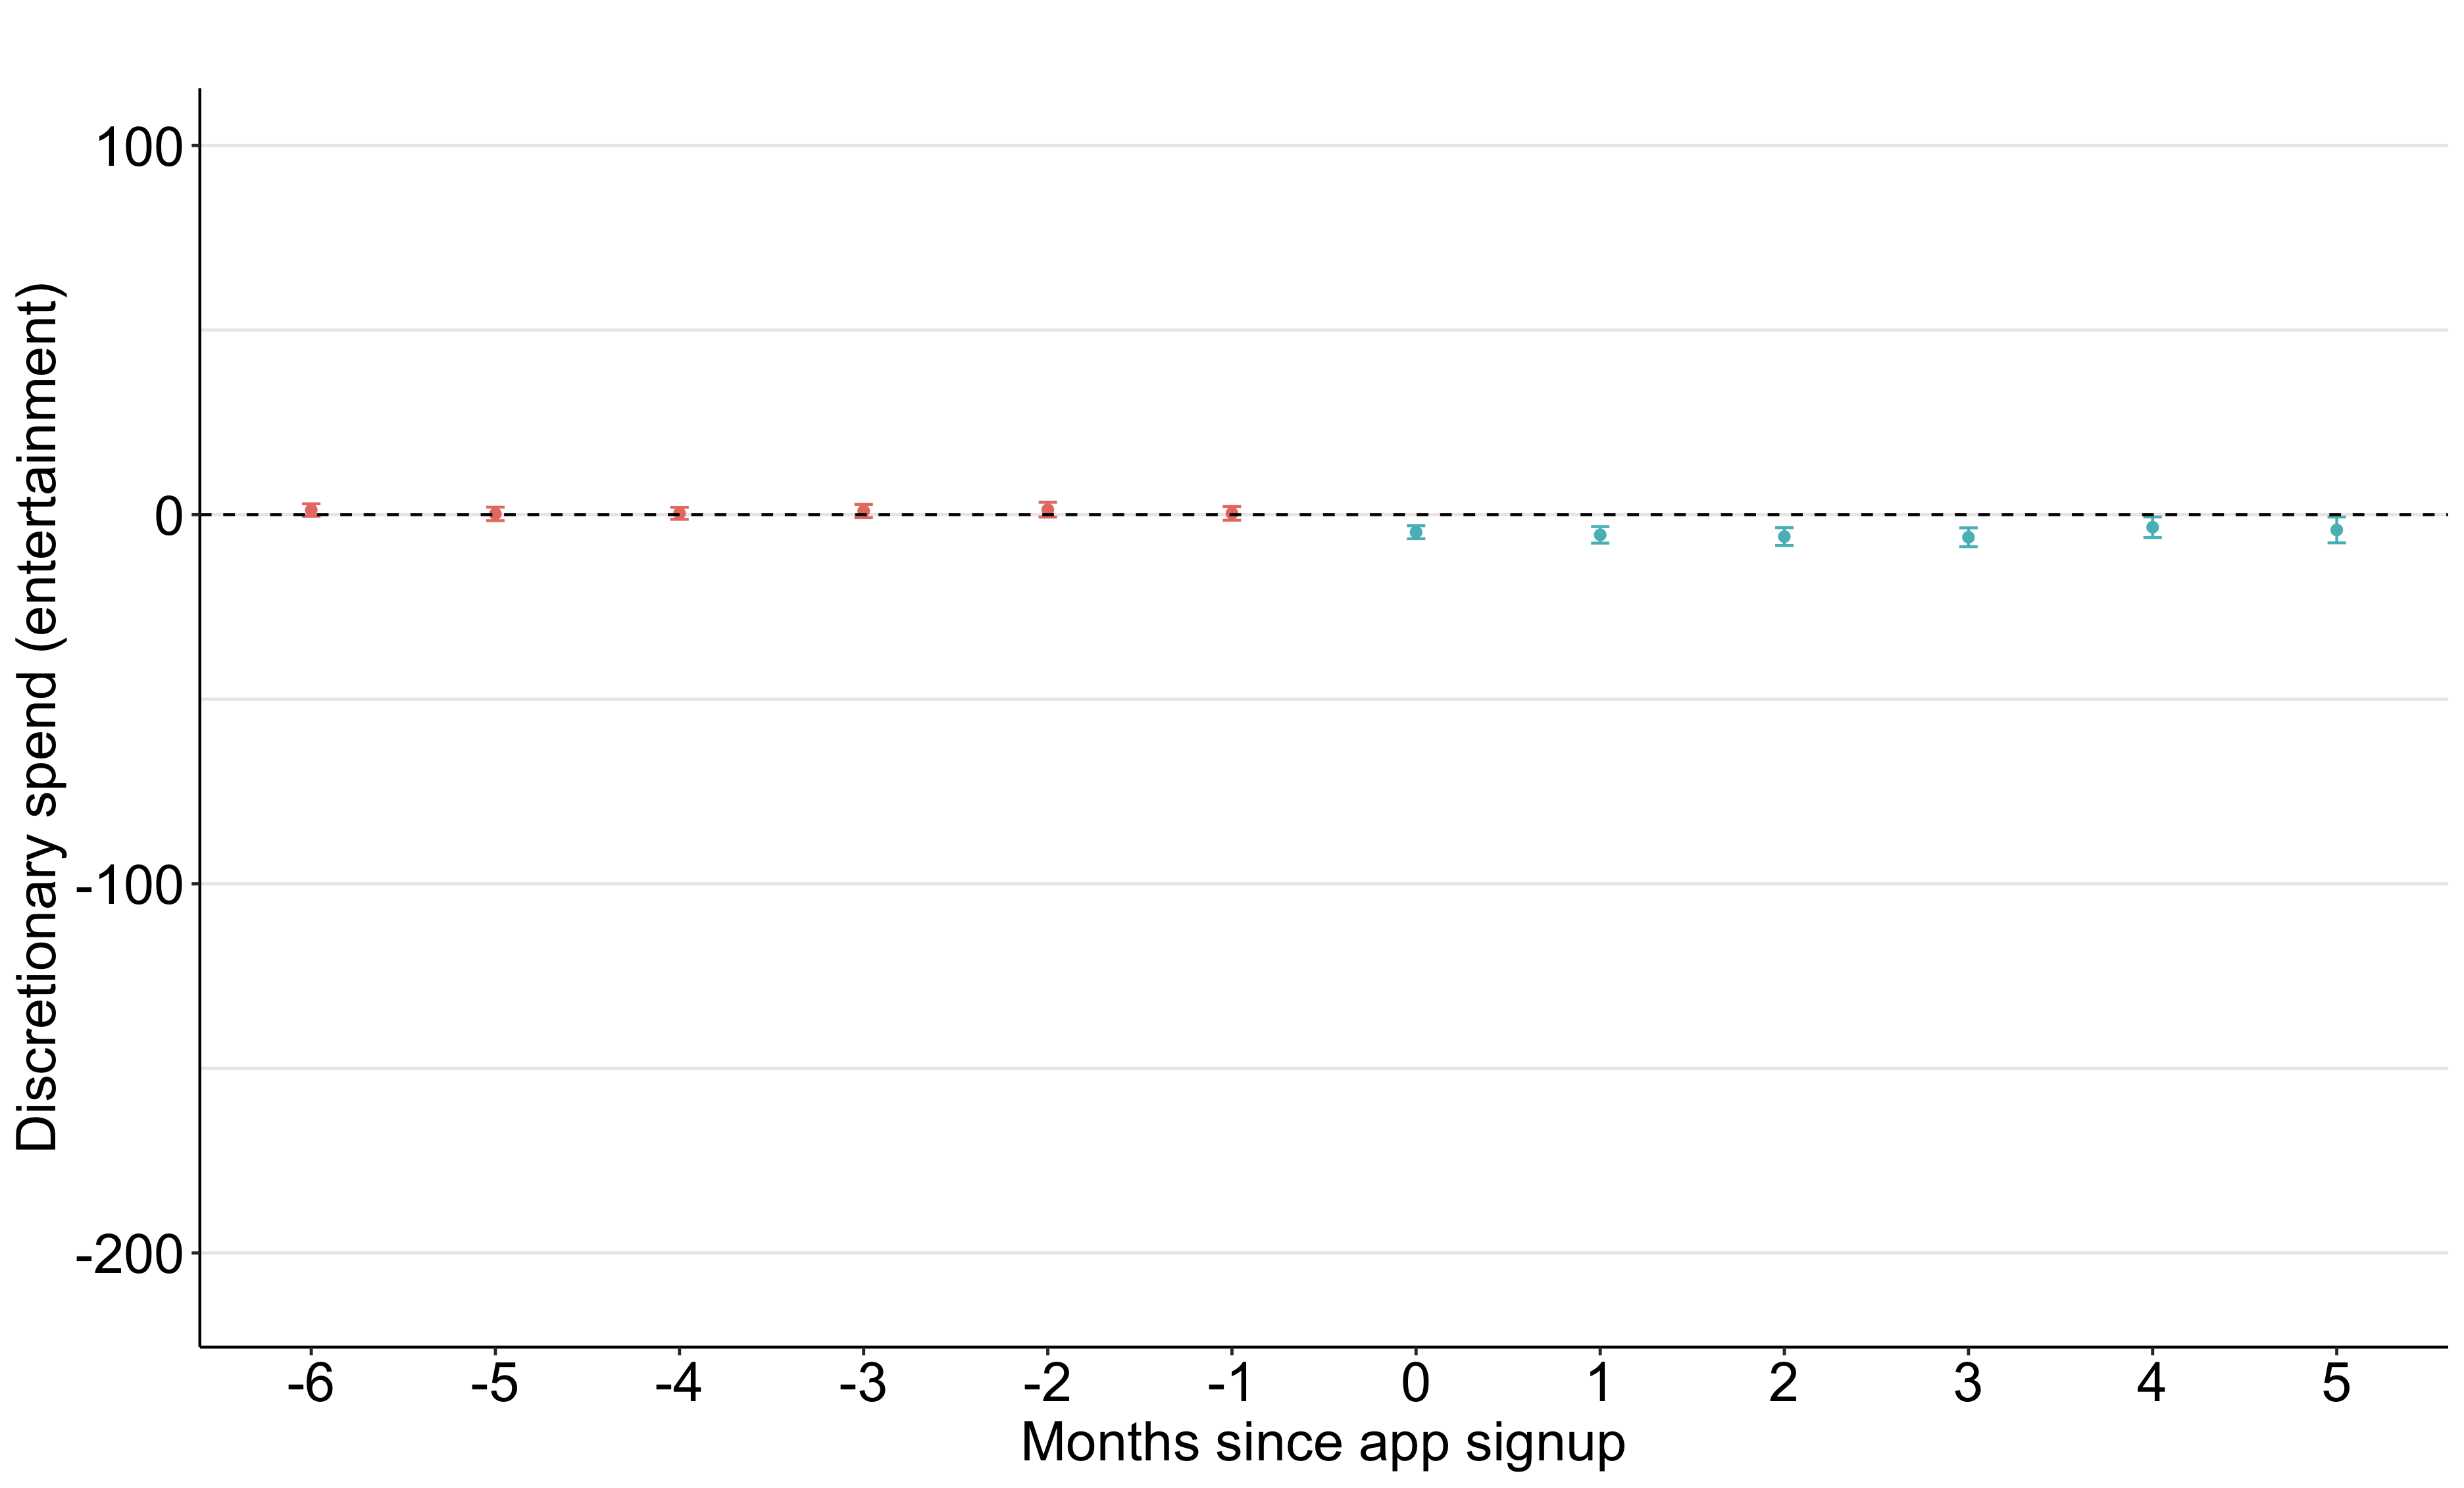 Discretionary spend (entertainment)
100
0
-100
-200
-6 -5 -4 -3 -2 -1 0 1 2 3 4 5
Months since app signup